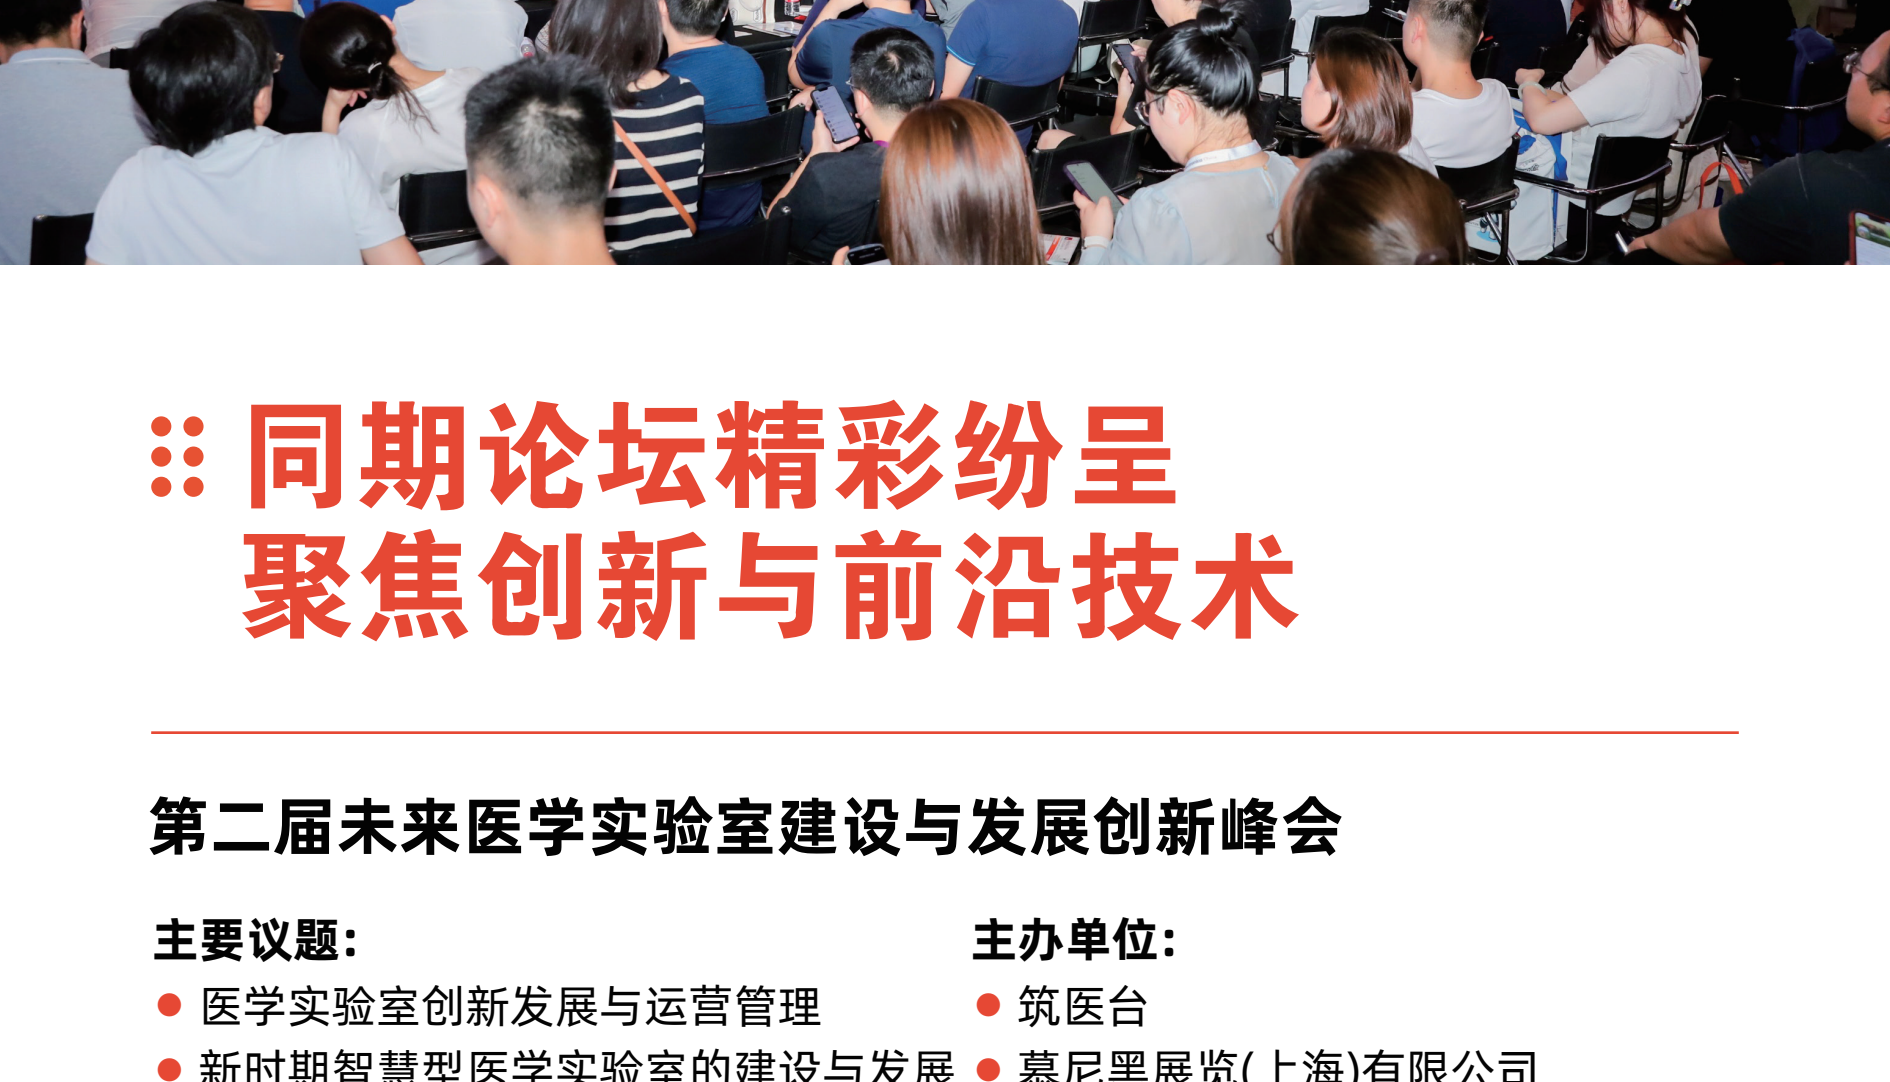 同期论坛精彩纷呈
聚焦创新与前沿技术
第二届未来医学实验室建设与发展创新峰会
主要议题:
● 医学实验室创新发展与运营管理
● 新时期智慧型医学实验室的建设与发展
主办单位:
● 筑医台
● 慕尼黑展览(上海)有限公司